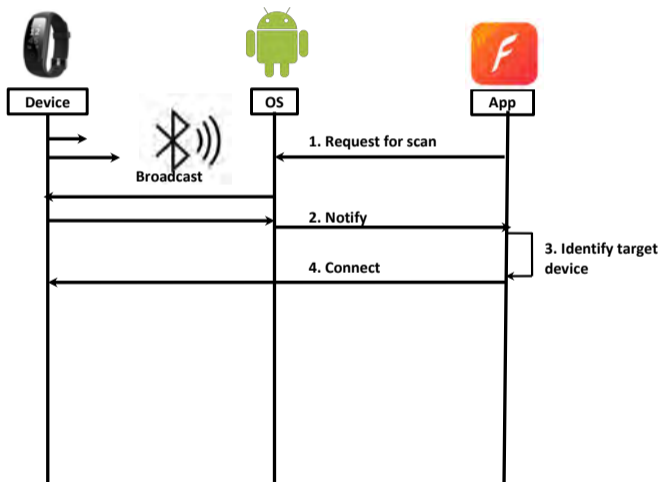 Device
OS
App
1. Request for scan
Broadcast
2. Notify
3. Identify target
device
4. Connect